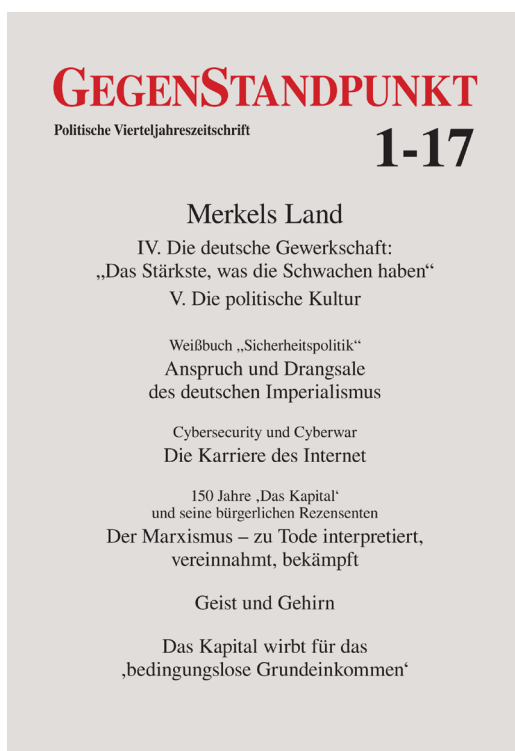 GEGENSTANDPUNKT
Politische Vierteljahreszeitschrift
1-17
Merkels Land
IV. Die deutsche Gewerkschaft:
„Das Stärkste, was die Schwachen haben“
V. Die politische Kultur
Weißbuch „Sicherheitspolitik“
Anspruch und Drangsale
des deutschen Imperialismus
Cybersecurity und Cyberwar
Die Karriere des Internet
150 Jahre ‚Das Kapital‘
und seine bürgerlichen Rezensenten
Der Marxismus – zu Tode interpretiert,
vereinnahmt, bekämpft
Geist und Gehirn
Das Kapital wirbt für das
‚bedingungslose Grundeinkommen‘